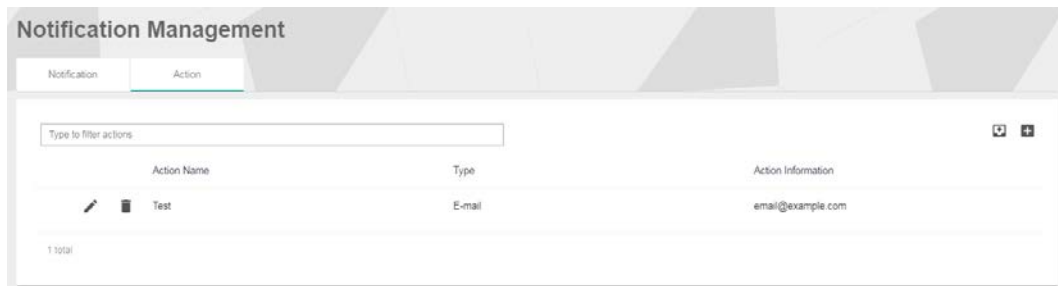 Notification Management
Notification Action
Type to filter actions
Action Name Type Action Information
Test E-mail email@example.com
1 total